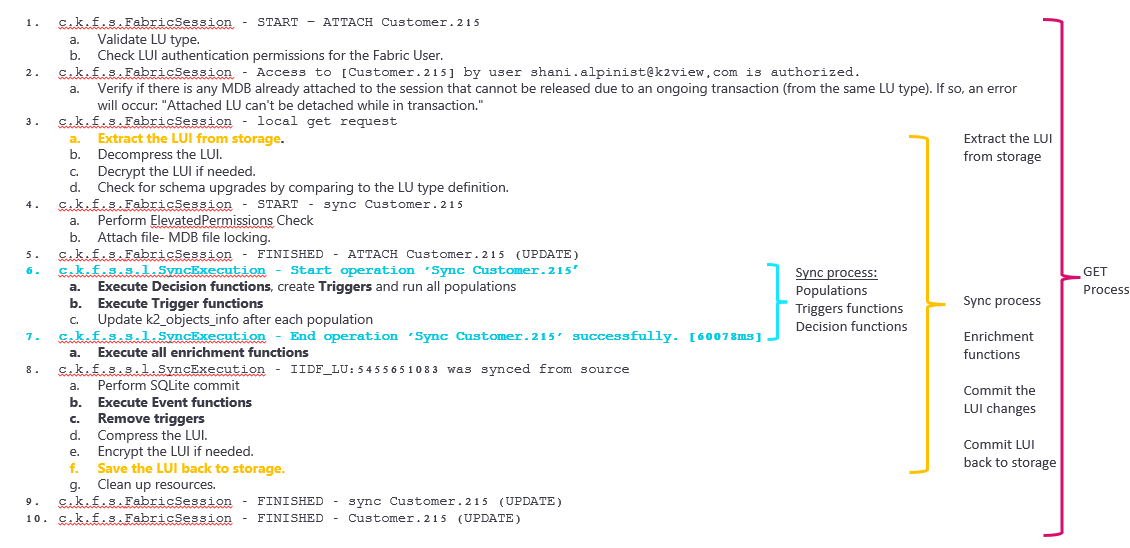 1. c.k.f.s.FabricSession - START – ATTACH Customer.215
a. Validate LU type.
b. Check LUI authentication permissions for the Fabric User.
2. c.k.f.s.FabricSession - Access to [Customer.215] by user shani.alpinist@k2view.com is authorized.
a. Verify if there is any MDB already attached to the session that cannot be released due to an ongoing transaction (from the same LU type). If so, an error
will occur: "Attached LU can't be detached while in transaction."
3. c.k.f.s.FabricSession - local get request
a. Extract the LUI from storage.
b. Decompress the LUI.
c. Decrypt the LUI if needed.
d. Check for schema upgrades by comparing to the LU type definition.
4. c.k.f.s.FabricSession - START - sync Customer.215
a. Perform ElevatedPermissions Check
b. Attach file- MDB file locking.
5. c.k.f.s.FabricSession - FINISHED - ATTACH Customer.215 (UPDATE)
6. c.k.f.s.s.l.SyncExecution - Start operation ‘Sync Customer.215’
a. Execute Decision functions, create Triggers and run all populations
b. Execute Trigger functions
c. Update k2_objects_info after each population
7. c.k.f.s.s.l.SyncExecution - End operation ‘Sync Customer.215’ successfully. [60078ms]
a. Execute all enrichment functions
8. c.k.f.s.s.l.SyncExecution - IIDF_LU:5455651083 was synced from source
a. Perform SQLite commit
b. Execute Event functions
c. Remove triggers
d. Compress the LUI.
e. Encrypt the LUI if needed.
f. Save the LUI back to storage.
g. Clean up resources.
9. c.k.f.s.FabricSession - FINISHED - sync Customer.215 (UPDATE)
10. c.k.f.s.FabricSession - FINISHED - Customer.215 (UPDATE)
Sync process:
Populations
Triggers functions
Decision functions
Extract the LUI
from storage
Sync process
Enrichment
functions
Commit the
LUI changes
Commit LUI
back to storage
GET
Process